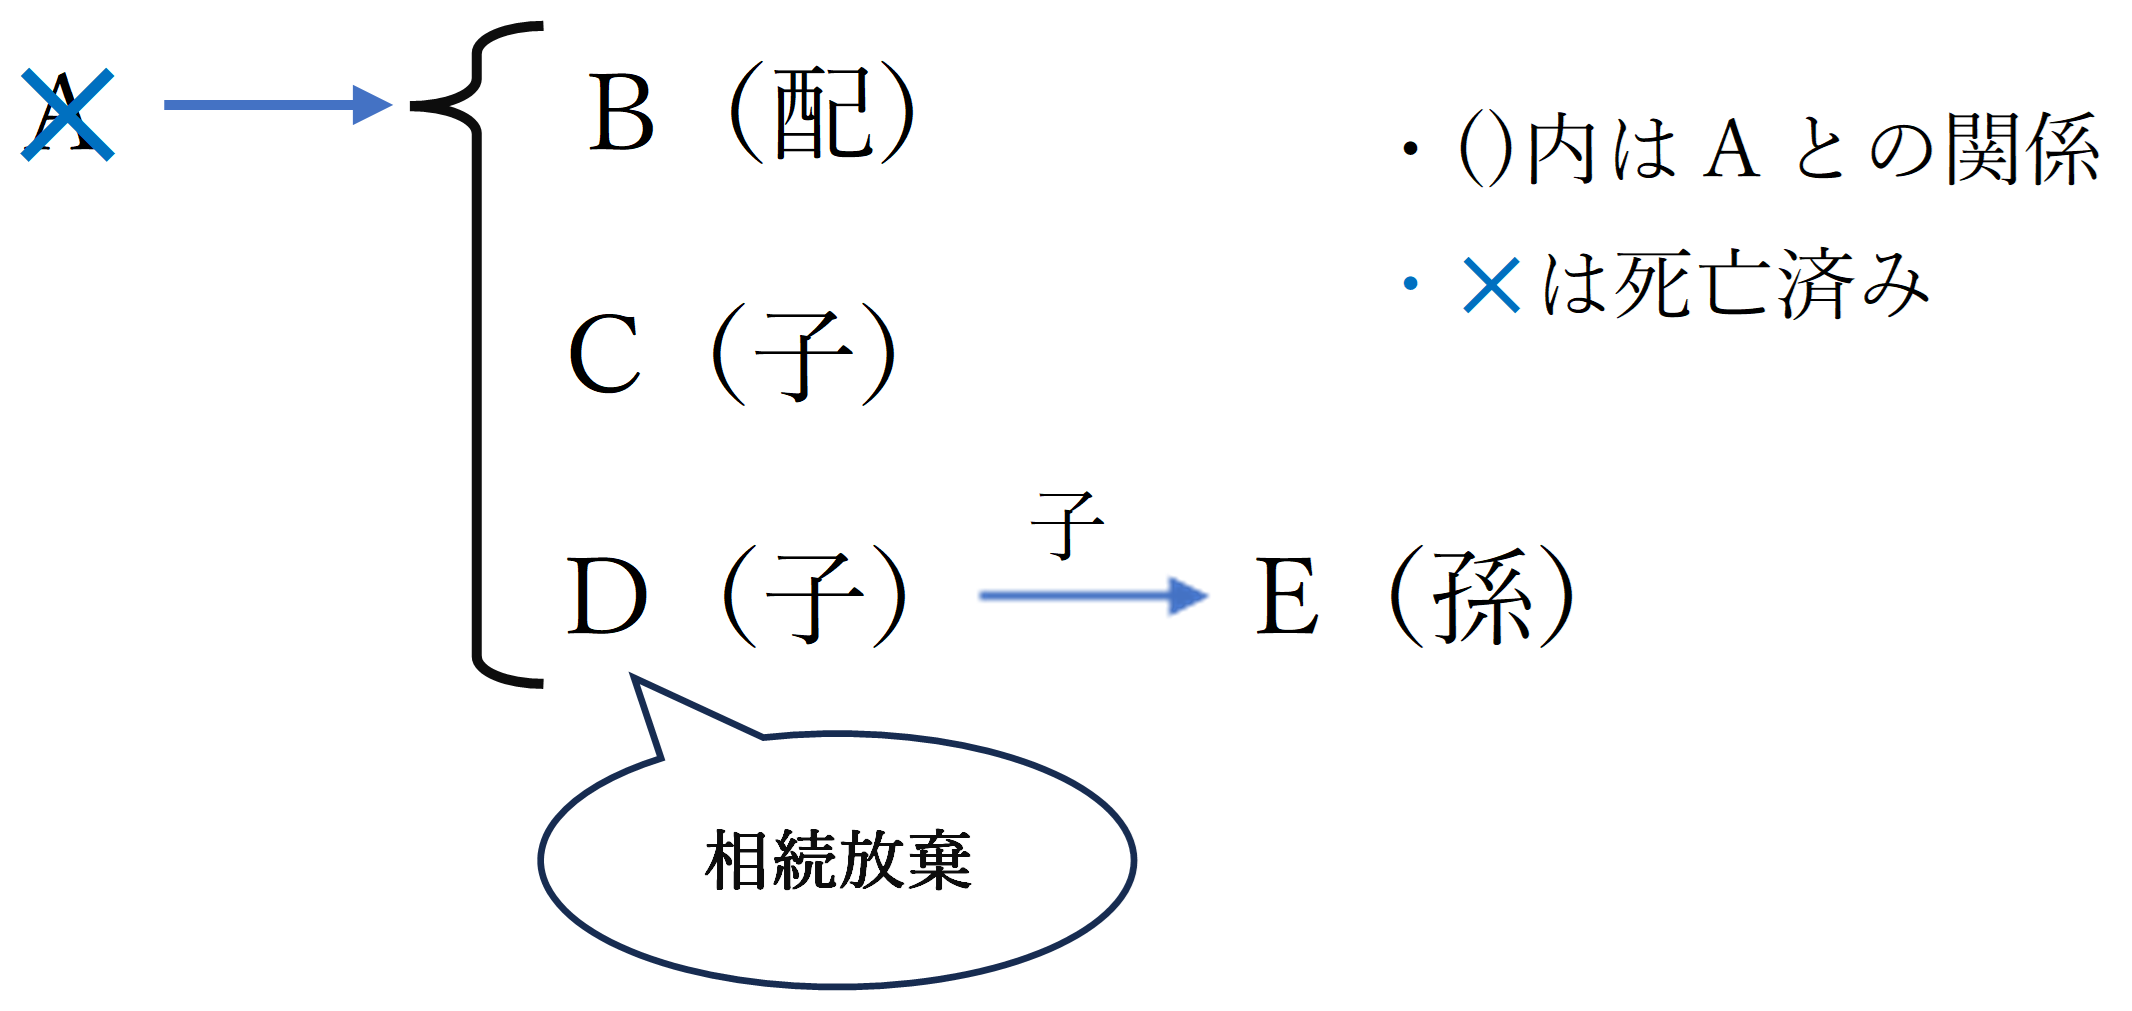 A
B（配）
C（子）
D（子）
子
E（孫）
相続放棄
・()内は A との関係
・×は死亡済み